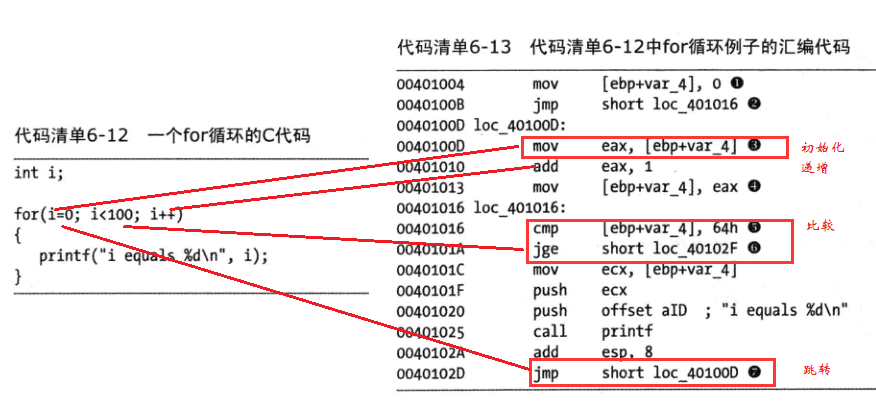 代码清单6-12 一个for循环的C代码
int i;
for(i=0; i<100; i++)
{
printf("i equals %d\n", i);
}
代码清单6-13 代码清单6-12中for循环例子的汇编代码
00401004 mov [ebp+var_4], 0 ❶
0040100B jmp short loc_401016 ❷
0040100D loc_40100D:
0040100D mov eax, [ebp+var_4] ❸
00401010 add eax, 1
00401013 mov [ebp+var_4], eax ❹
00401016 loc_401016:
00401016 cmp [ebp+var_4], 64h ❺
0040101A jge short loc_40102F ❻
0040101C mov ecx, [ebp+var_4]
0040101F push ecx
00401020 push offset aID ; "i equals %d\n"
00401025 call printf
0040102A add esp, 8
0040102D jmp short loc_40100D ❼
初始化
递增
比较
跳转